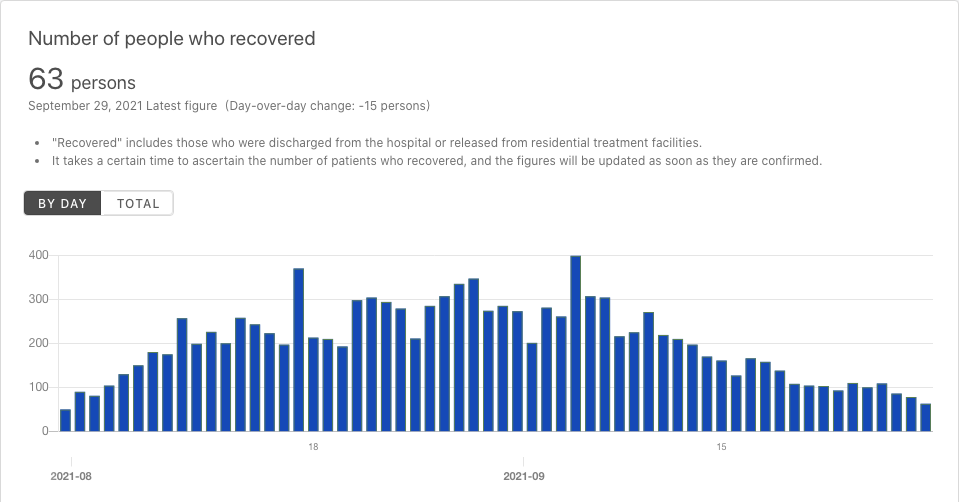 Number of people who recovered
63 persons
September 29, 2021 Latest figure (Day-over-day change: -15 persons)
• "Recovered" includes those who were discharged from the hospital or released from residential treatment facilities.
• It takes a certain time to ascertain the number of patients who recovered, and the figures will be updated as soon as they are confirmed.
BY DAY TOTAL
400
300
200
100
0
18 15
2021-08 2021-09